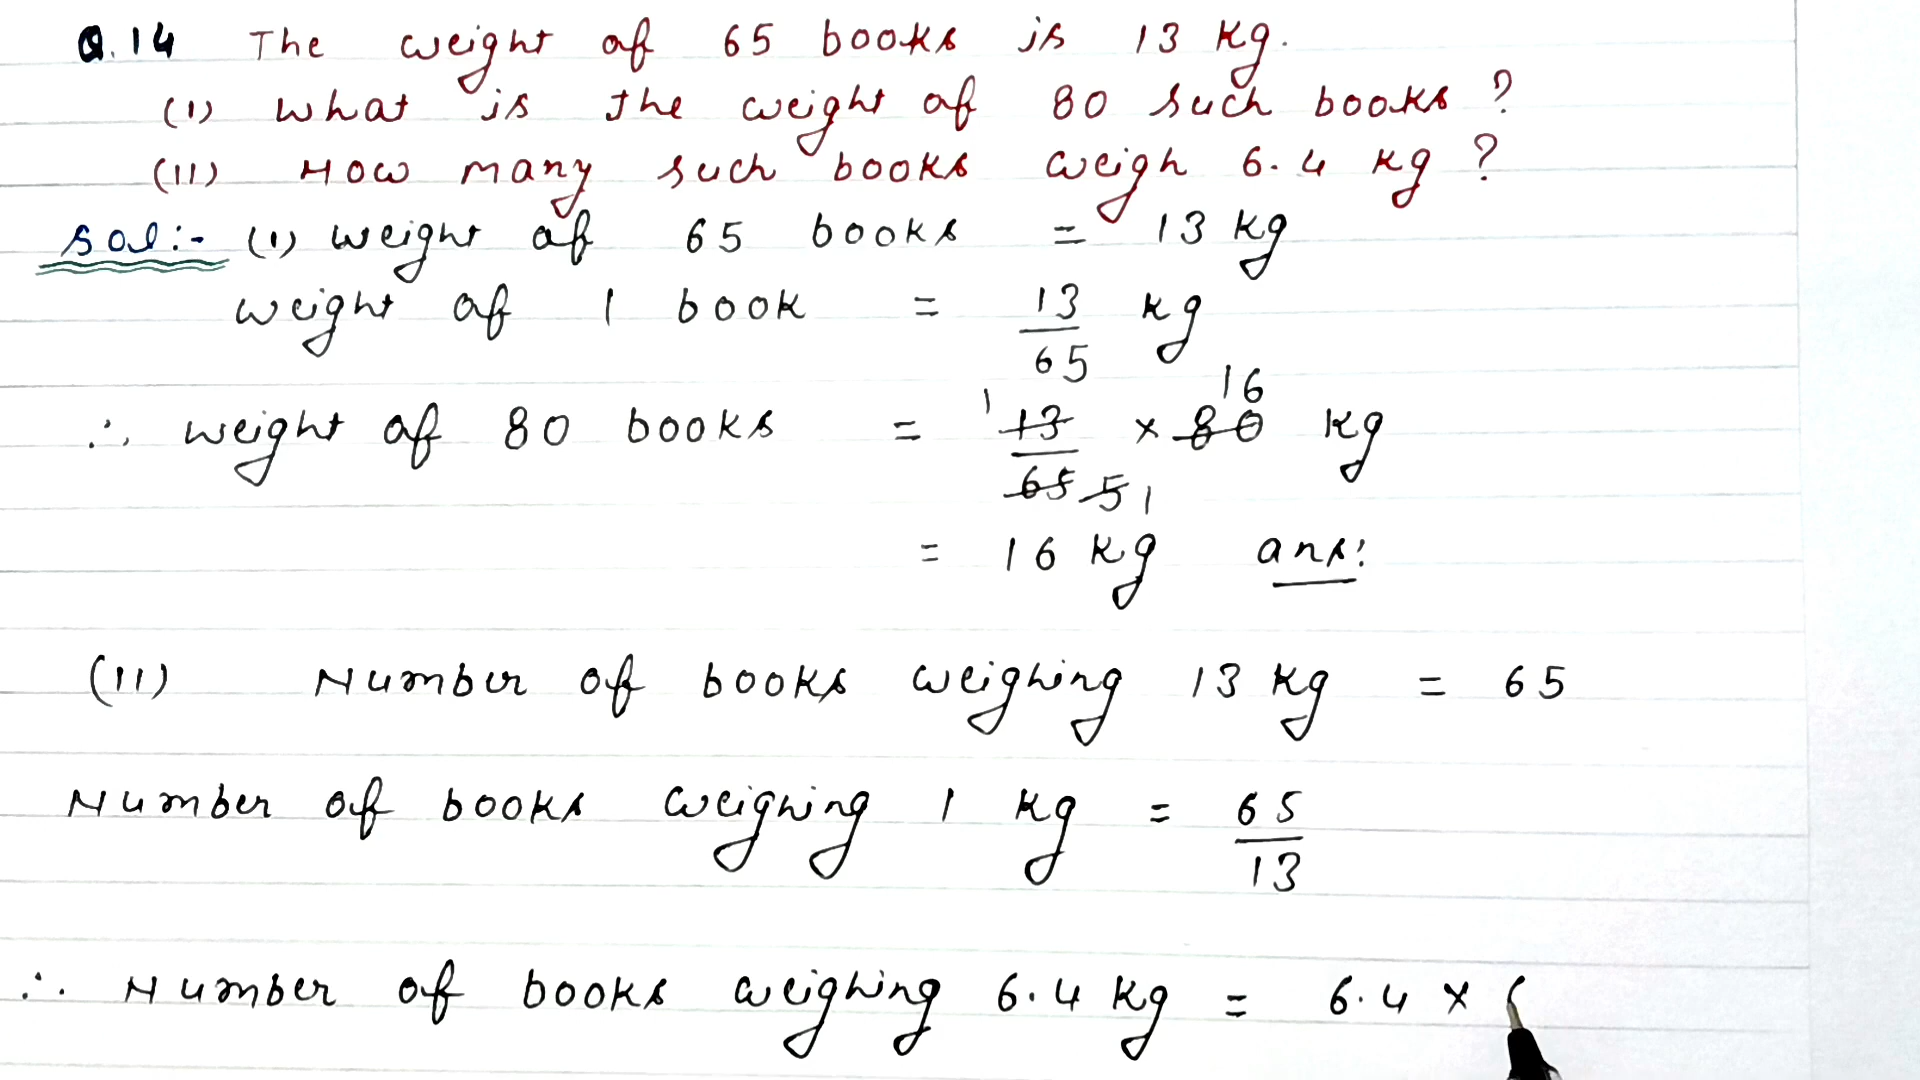 Q.14 The weight of 65 books is 13 kg.
(i) What is the weight of 80 such books ?
(ii) How many such books weigh 6.4 kg ?
Sol:- (i) Weight of 65 books = 13 kg
weight of 1 book = 13/65 kg
∴ weight of 80 books = 1 13/65 5 1 × 80 16 kg
= 16 kg ans:
(ii) Number of books weighing 13 kg = 65
Number of books weighing 1 kg = 65/13
∴ Number of books weighing 6.4 kg = 6.4 ×